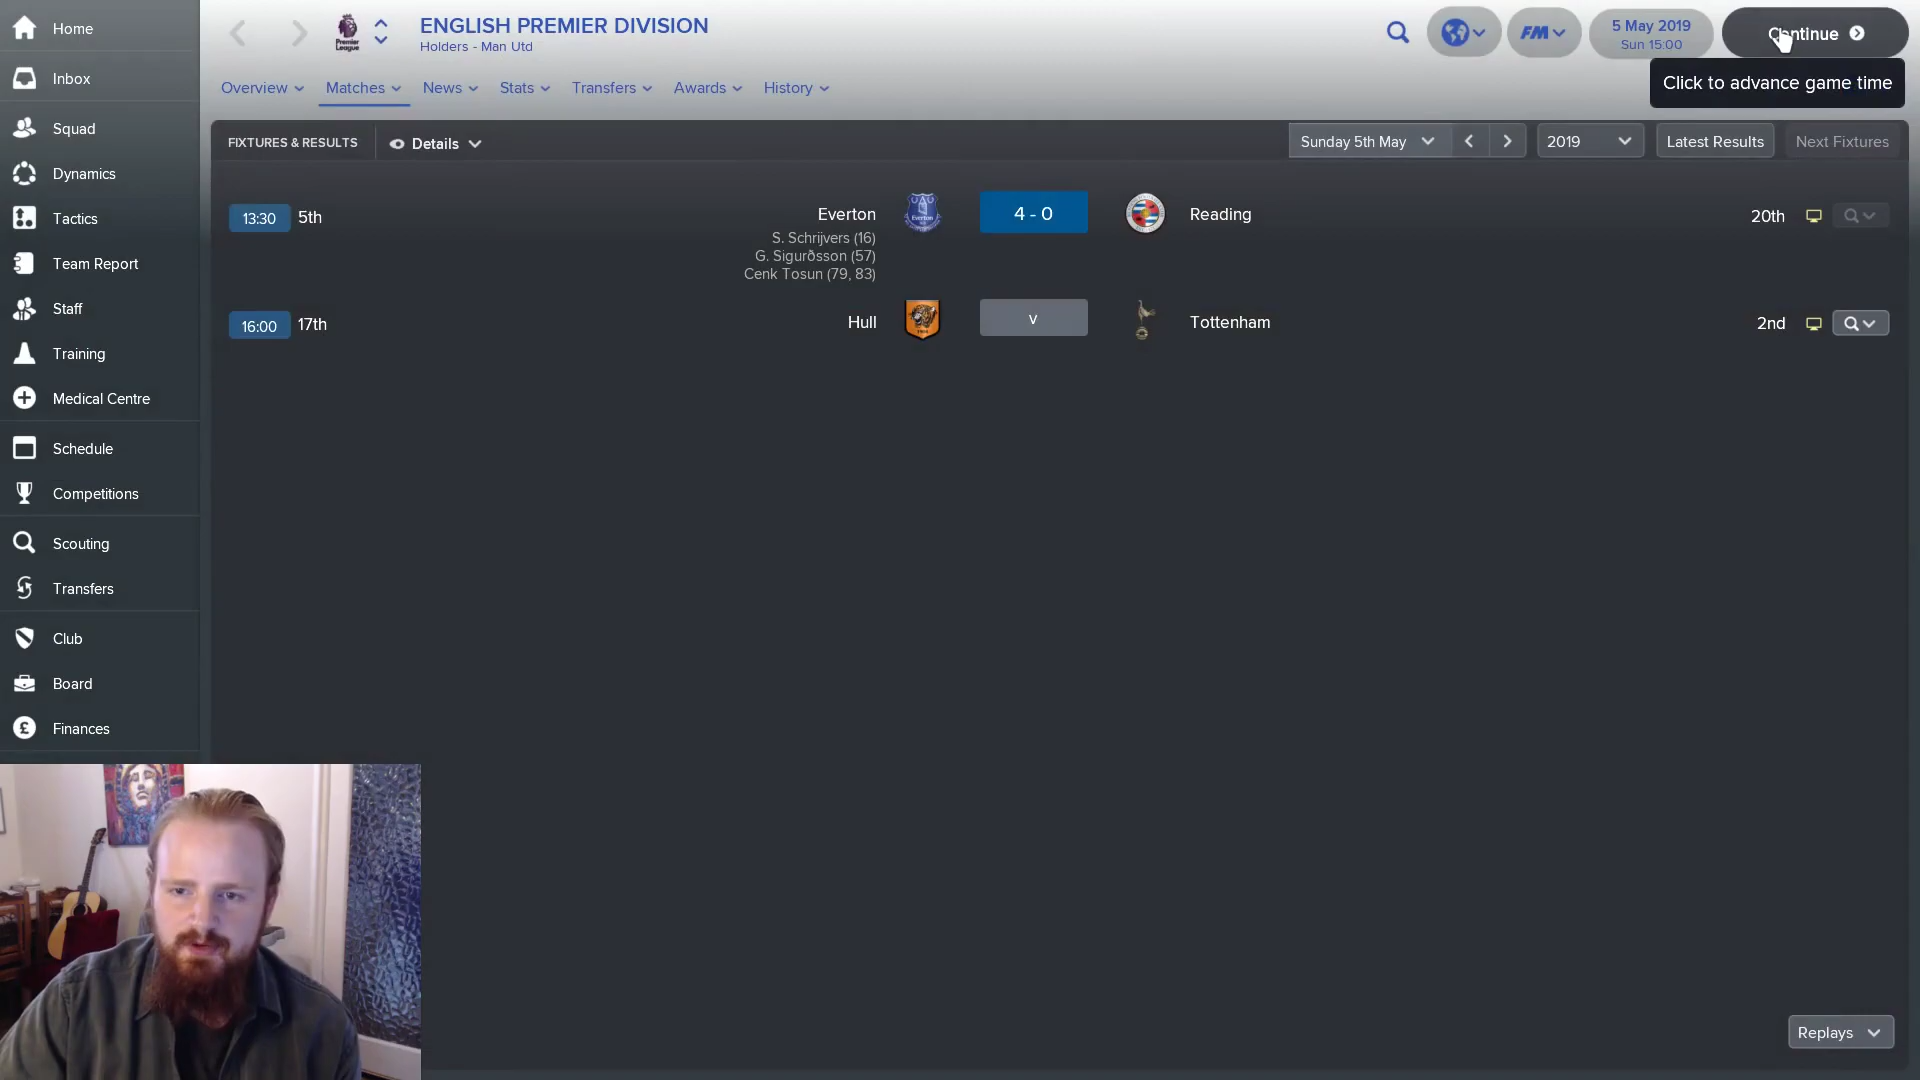 Home
Inbox
Squad
Dynamics
Tactics
Team Report
Staff
Training
Medical Centre
Schedule
Competitions
Scouting
Transfers
Club
Board
Finances
Premier League
ENGLISH PREMIER DIVISION
Holders - Man Utd
FM
5 May 2019
Sun 15:00
Continue
Click to advance game time
Overview
Matches
News
Stats
Transfers
Awards
History
FIXTURES & RESULTS
Details
Sunday 5th May
2019
Latest Results
Next Fixtures
13:30 5th Everton 4 - 0 Reading 20th
S. Schrijvers (16)
G. Sigurðsson (57)
Cenk Tosun (79, 83)
16:00 17th Hull v Tottenham 2nd
Replays